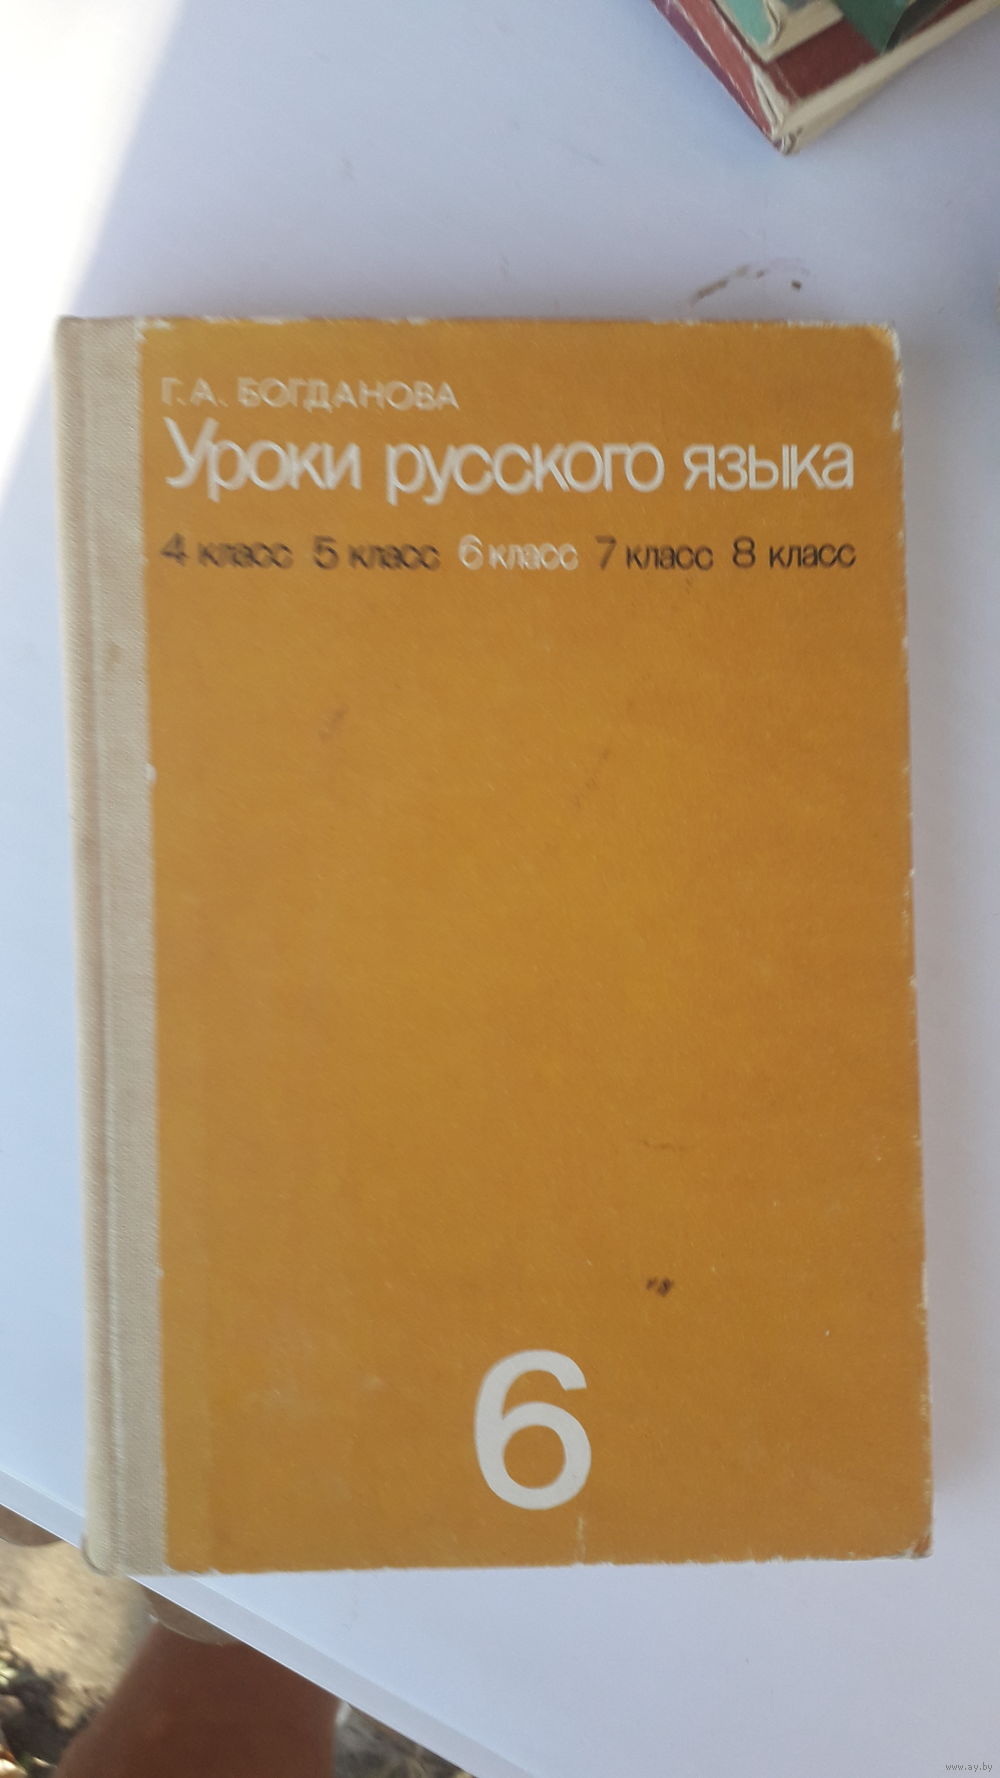 Г. А. БОГДАНОВА
Уроки русского языка
4 класс 5 класс 6 класс 7 класс 8 класс
6
www.ay.by